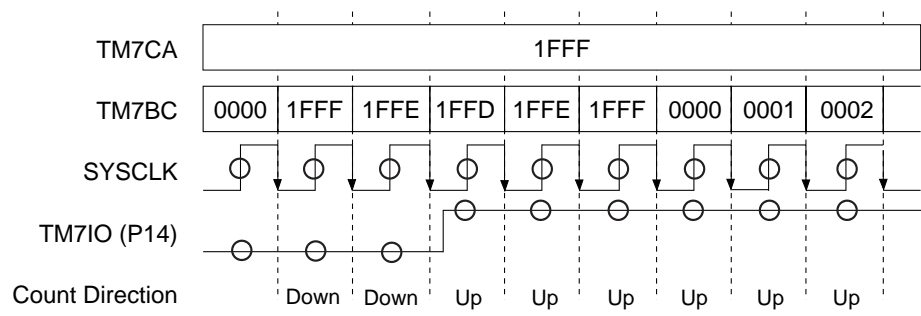 TM7CA 1FFF
TM7BC 0000 1FFF 1FFE 1FFD 1FFE 1FFF 0000 0001 0002
SYSCLK
TM7IO (P14)
Count Direction Down Down Up Up Up Up Up Up